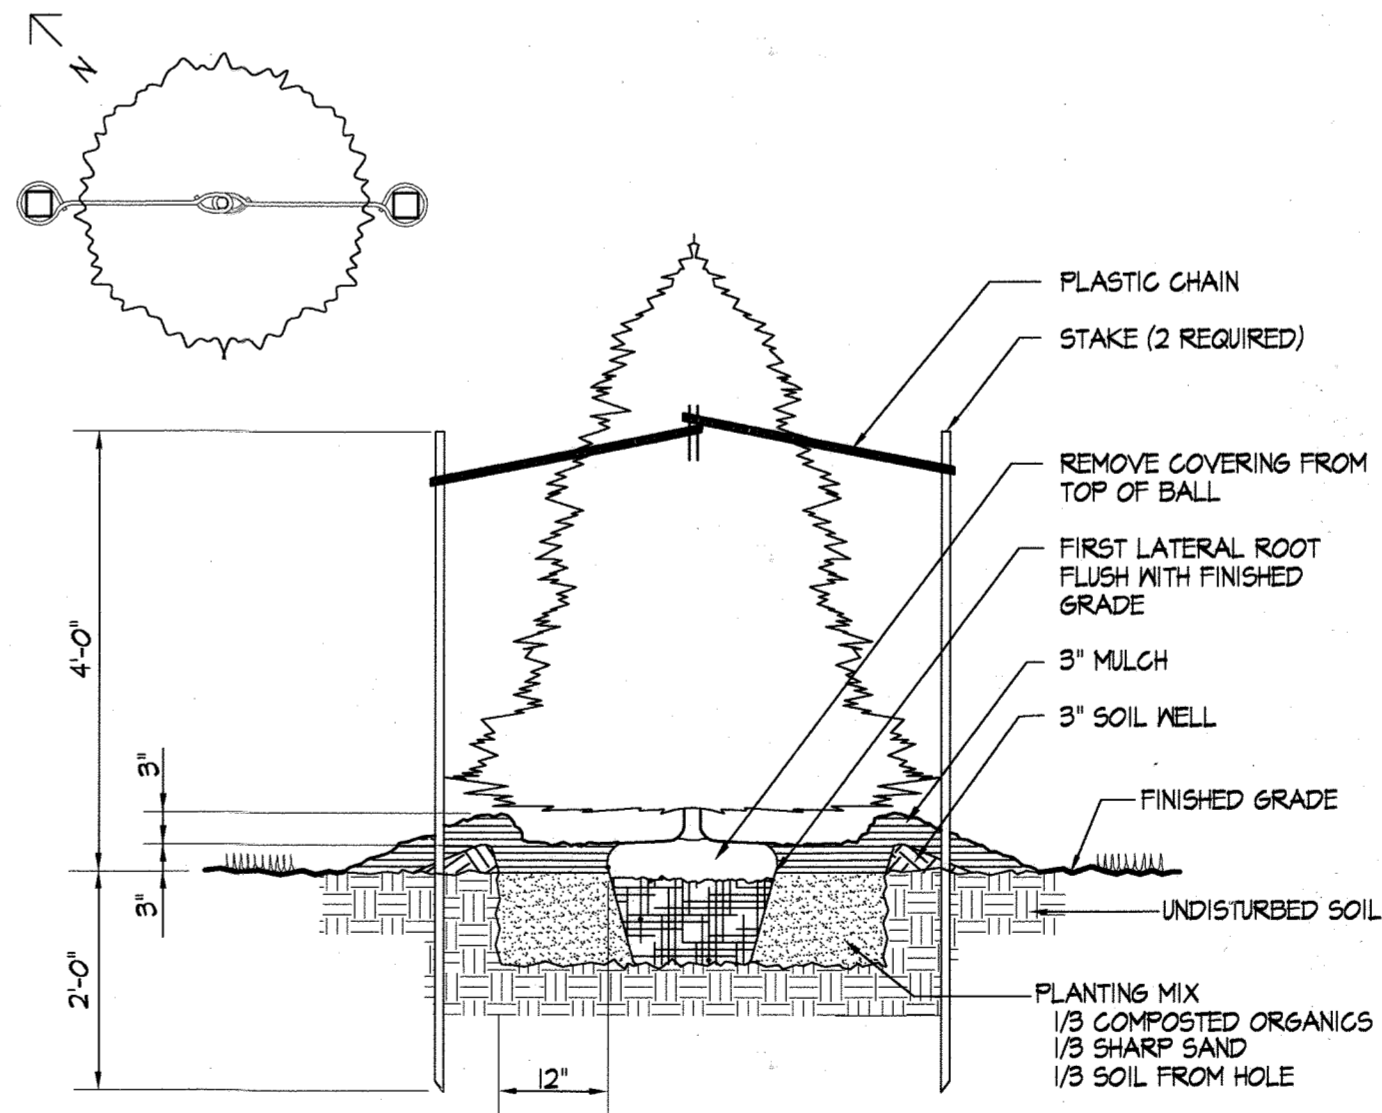 N
PLASTIC CHAIN
STAKE (2 REQUIRED)
REMOVE COVERING FROM
TOP OF BALL
FIRST LATERAL ROOT
FLUSH WITH FINISHED
GRADE
3" MULCH
3" SOIL WELL
FINISHED GRADE
UNDISTURBED SOIL
PLANTING MIX
1/3 COMPOSTED ORGANICS
1/3 SHARP SAND
1/3 SOIL FROM HOLE
4'-0"
3"
3"
2'-0"
12"